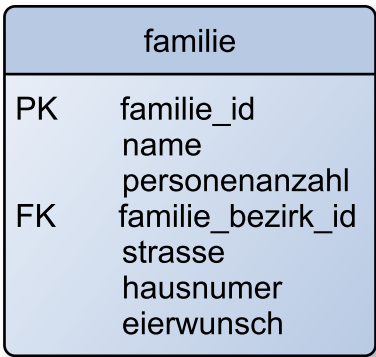 familie
PK familie_id
name
personenanzahl
FK familie_bezirk_id
strasse
hausnumer
eierwunsch